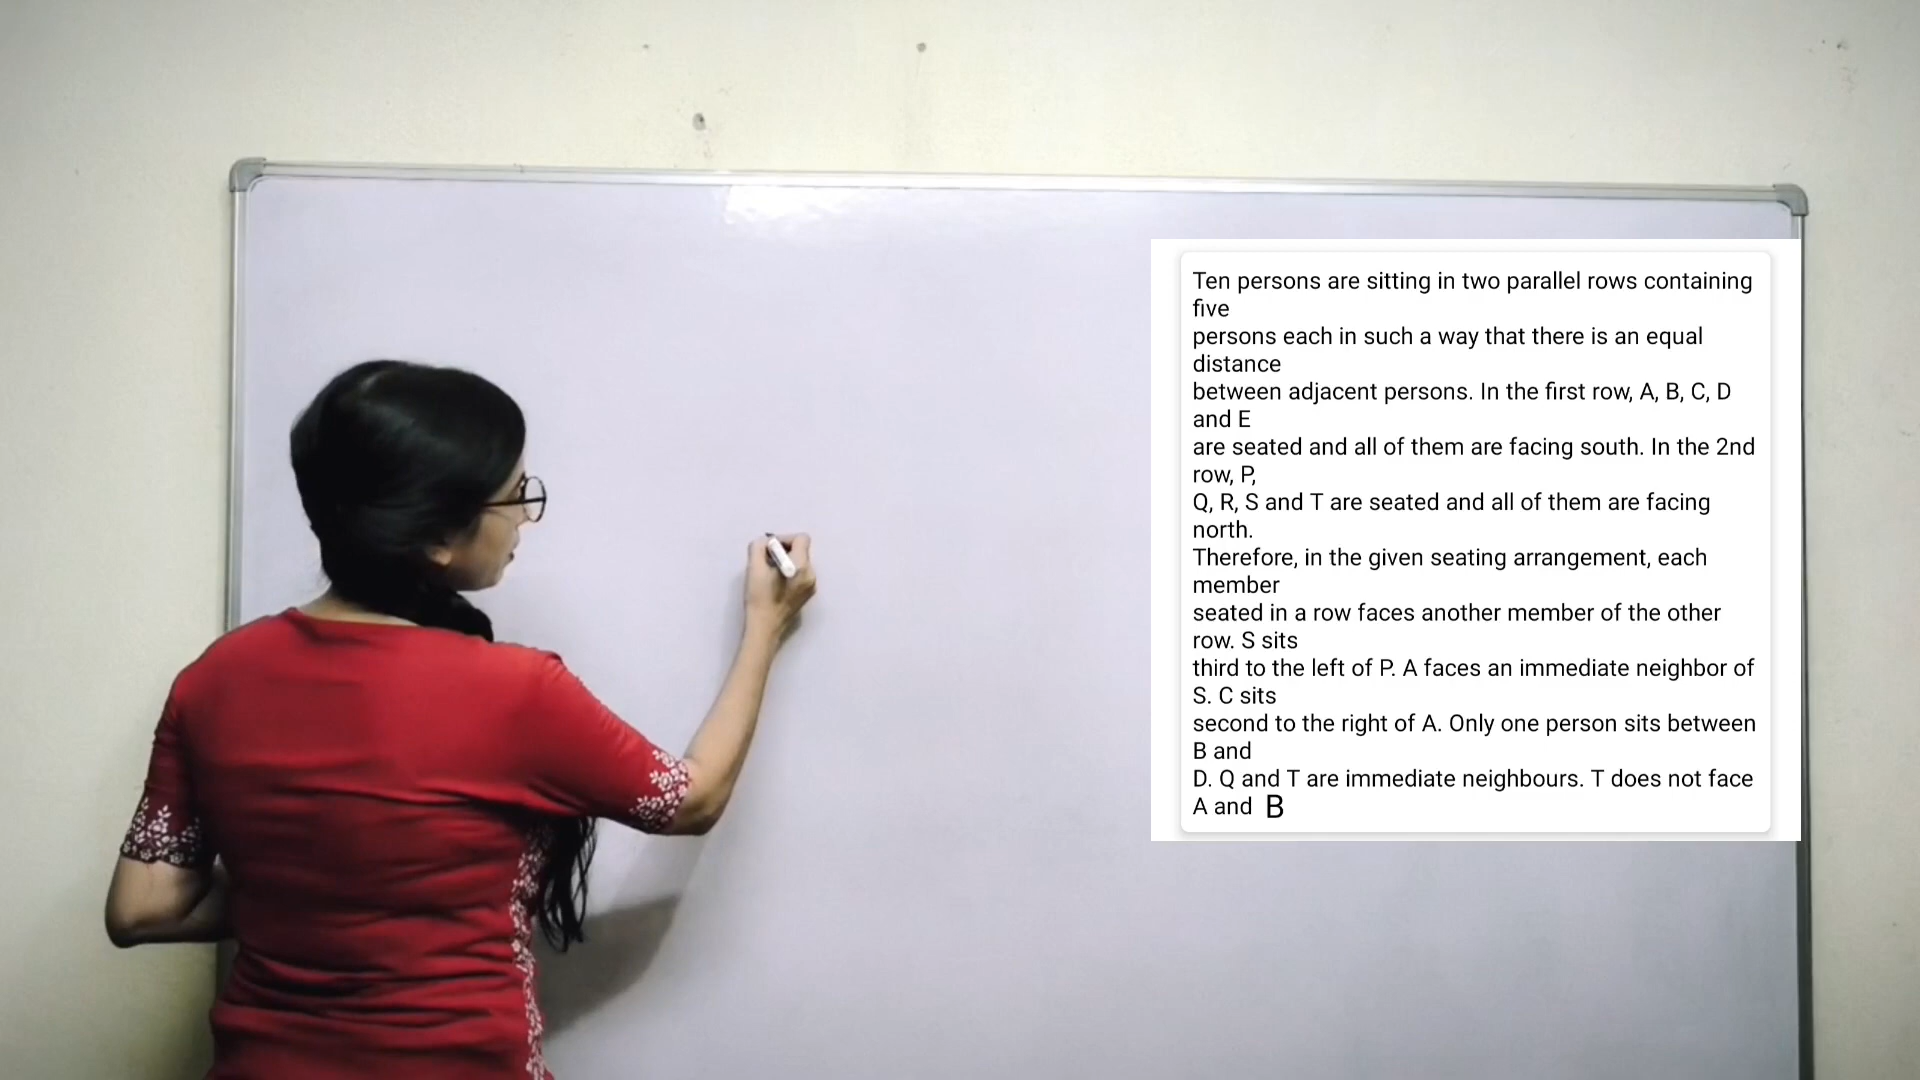 Ten persons are sitting in two parallel rows containing
five
persons each in such a way that there is an equal
distance
between adjacent persons. In the first row, A, B, C, D
and E
are seated and all of them are facing south. In the 2nd
row, P,
Q, R, S and T are seated and all of them are facing
north.
Therefore, in the given seating arrangement, each
member
seated in a row faces another member of the other
row. S sits
third to the left of P. A faces an immediate neighbor of
S. C sits
second to the right of A. Only one person sits between
B and
D. Q and T are immediate neighbours. T does not face
A and B